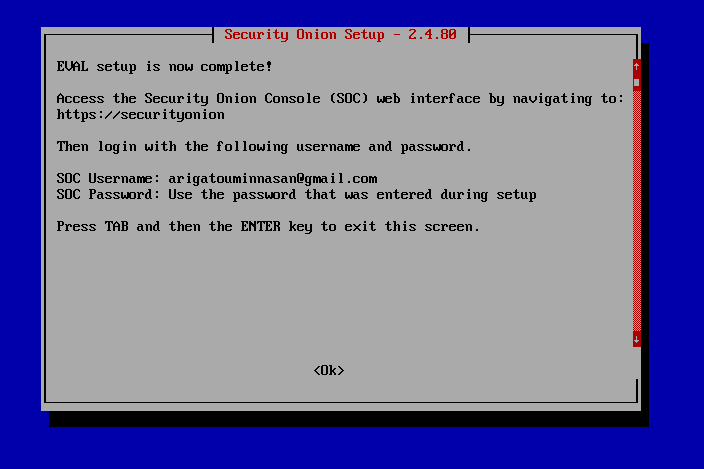 Security Onion Setup - 2.4.80
EVAL setup is now complete!
Access the Security Onion Console (SOC) web interface by navigating to:
https://securityonion
Then login with the following username and password.
SOC Username: arigatouminnasan@gmail.com
SOC Password: Use the password that was entered during setup
Press TAB and then the ENTER key to exit this screen.
<Ok>